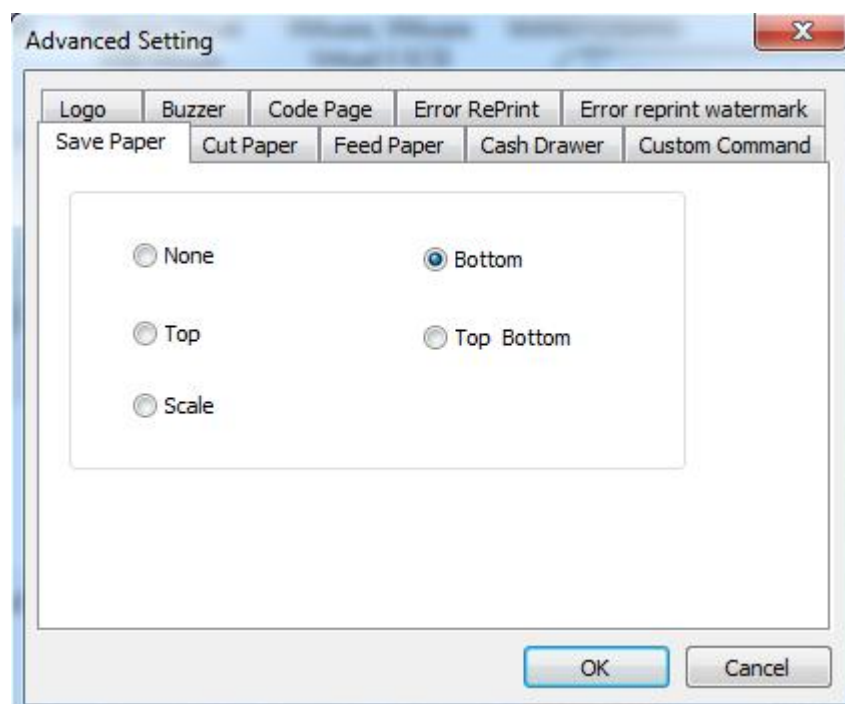 Advanced Setting
Logo Buzzer Code Page Error RePrint Error reprint watermark
Save Paper Cut Paper Feed Paper Cash Drawer Custom Command
None Bottom
Top Top Bottom
Scale
OK Cancel